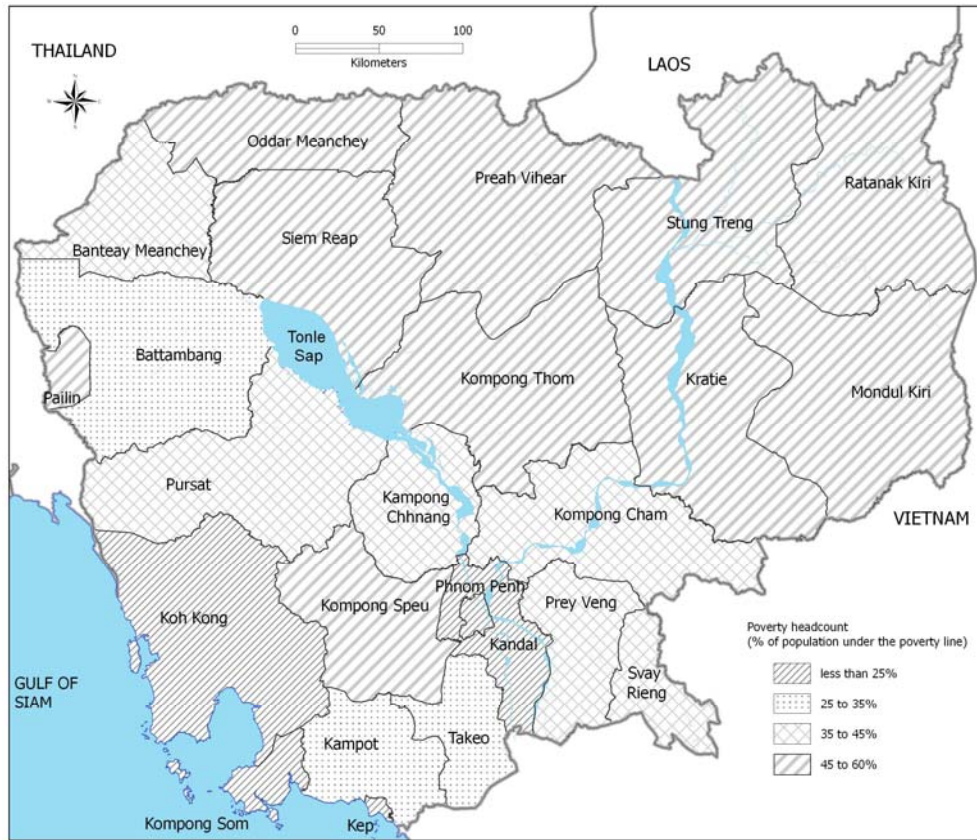 THAILAND
0 50 100
Kilometers
LAOS
N
Oddar Meanchey
Preah Vihear
Ratanak Kiri
Stung Treng
Siem Reap
Banteay Meanchey
Tonle
Sap
Battambang
Kompong Thom
Kratie
Mondul Kiri
Pailin
Pursat
Kampong
Chhnang
Kompong Cham
VIETNAM
Phnom Penh
Kompong Speu
Prey Veng
Koh Kong
Kandal
Poverty headcount
(% of population under the poverty line)
less than 25%
25 to 35%
35 to 45%
45 to 60%
GULF OF
SIAM
Svay
Rieng
Kampot
Takeo
Kompong Som
Kep